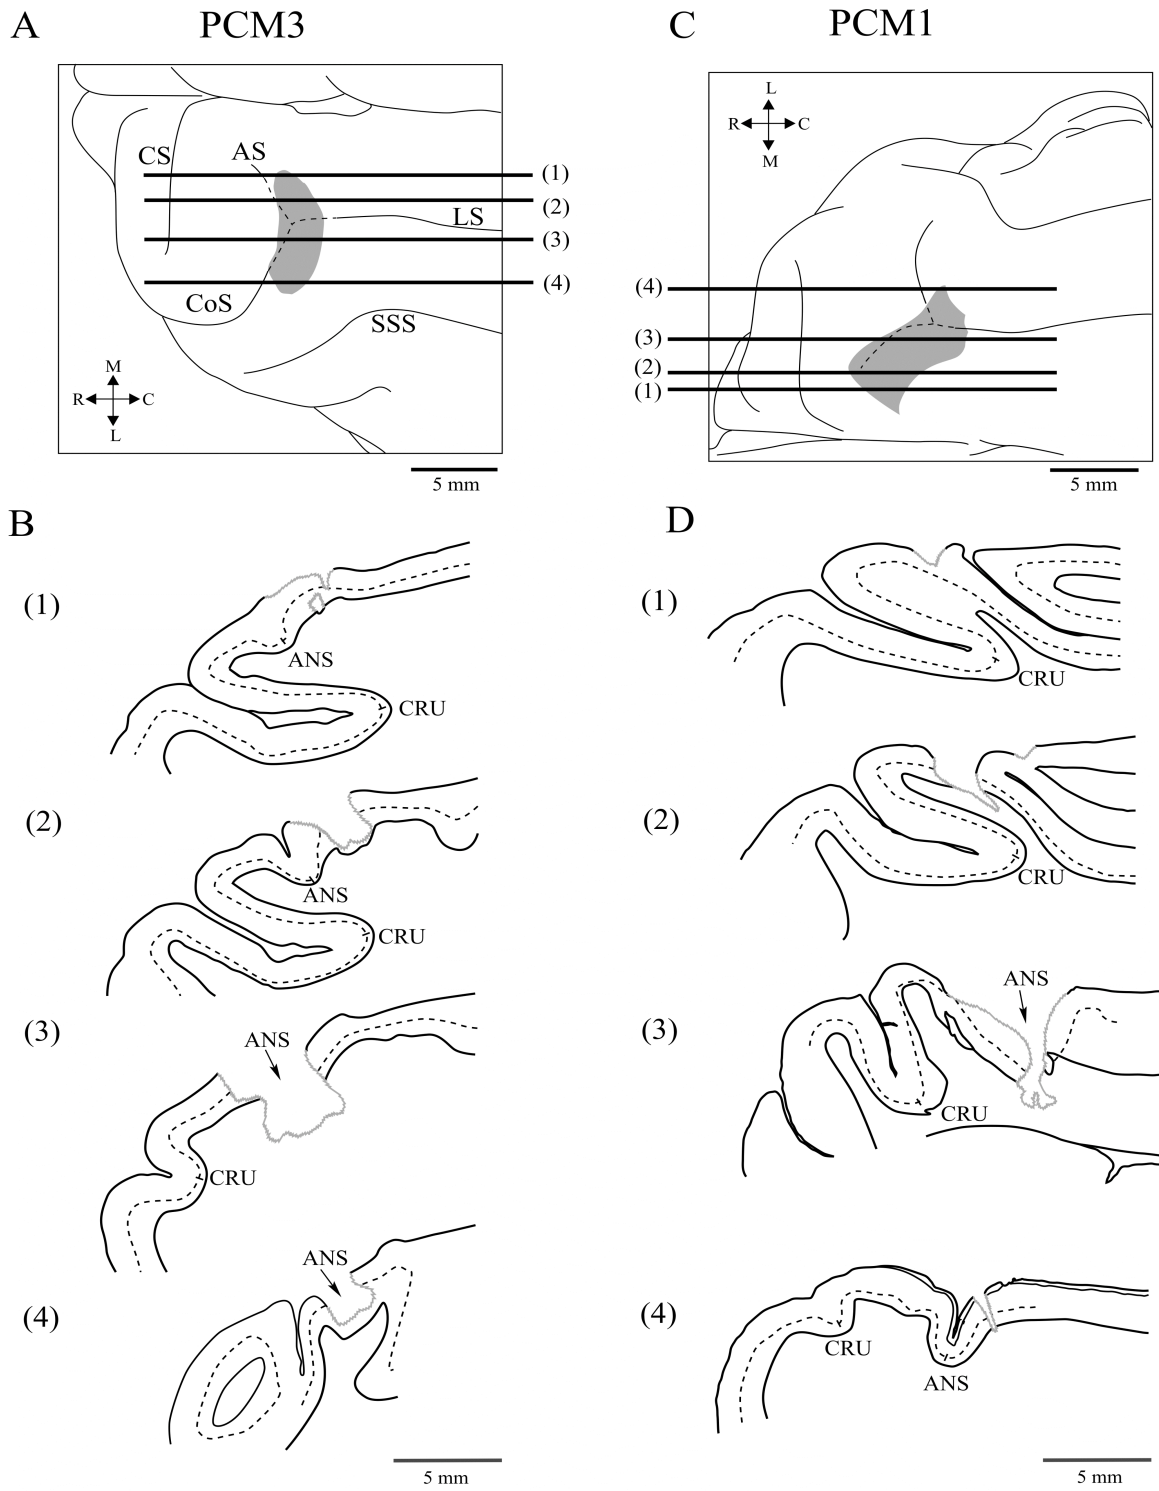 A
PCM3
CS
AS
(1)
(2)
LS
(3)
(4)
CoS
SSS
M
R
C
L
5 mm
B
(1)
ANS
CRU
(2)
ANS
CRU
(3)
ANS
CRU
(4)
ANS
5 mm
C
PCM1
L
R
C
M
(4)
(3)
(2)
(1)
5 mm
D
(1)
CRU
(2)
CRU
(3)
ANS
CRU
(4)
CRU
ANS
5 mm